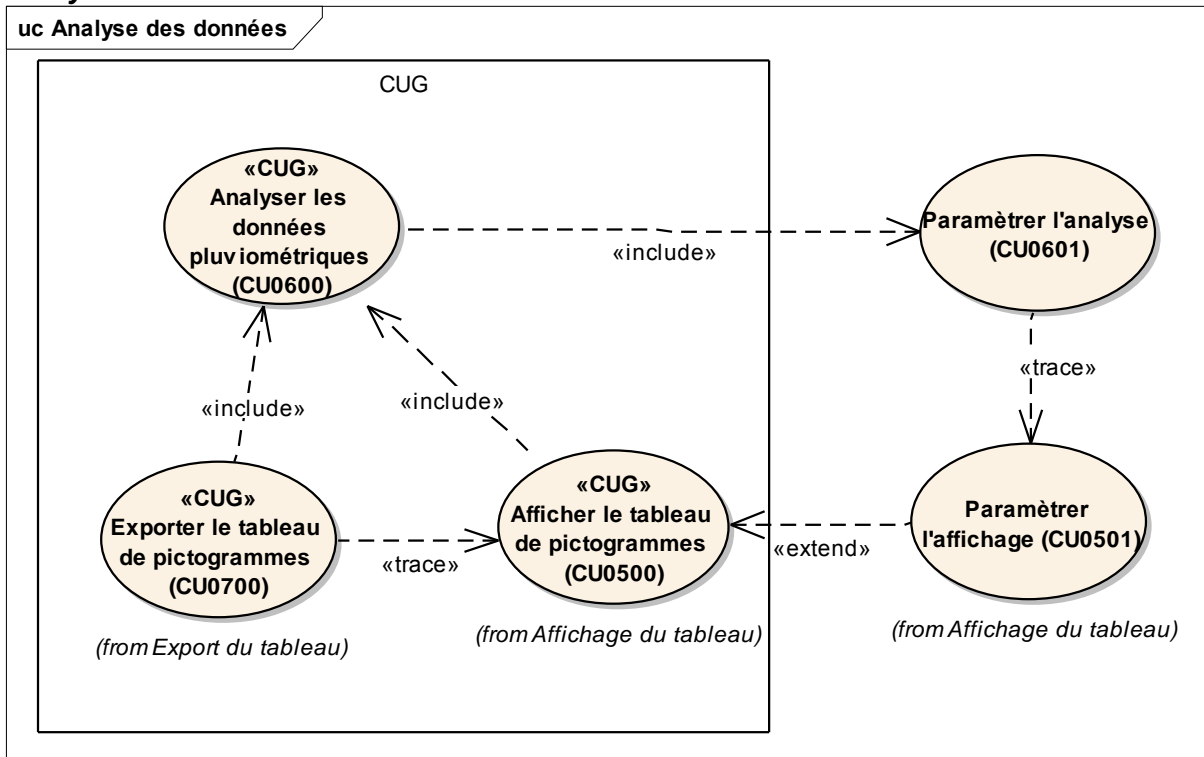 uc Analyse des données
CUG
«CUG»
Analyser les
données
pluviométriques
(CU0600)
Paramètrer l'analyse
(CU0601)
«include»
«trace»
«include»
«include»
«CUG»
Exporter le tableau
de pictogrammes
(CU0700)
«CUG»
Afficher le tableau
de pictogrammes
(CU0500)
Paramètrer
l'affichage (CU0501)
«trace»
«extend»
(from Export du tableau)
(from Affichage du tableau)
(from Affichage du tableau)